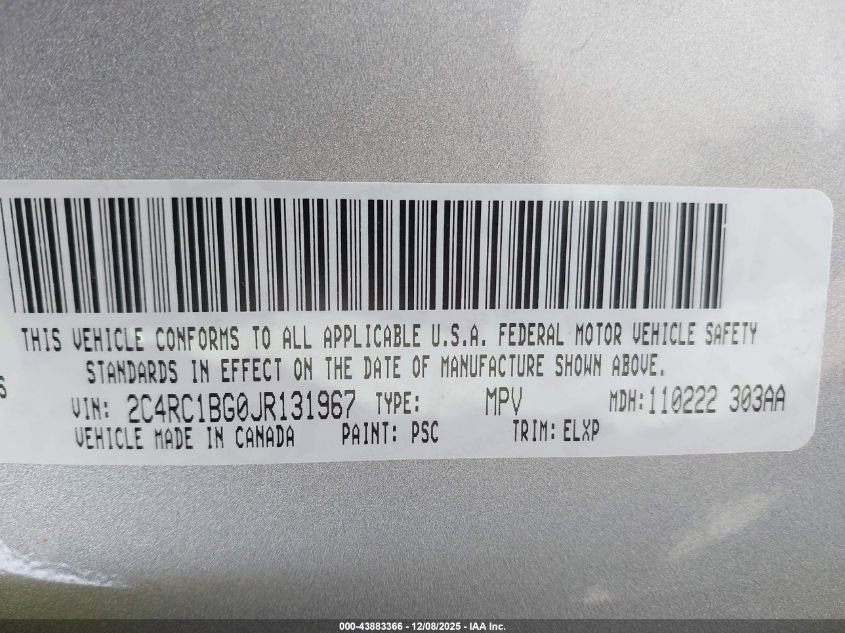 THIS VEHICLE CONFORMS TO ALL APPLICABLE U.S.A. FEDERAL MOTOR VEHICLE SAFETY
STANDARDS IN EFFECT ON THE DATE OF MANUFACTURE SHOWN ABOVE.
S
VIN: 2C4RC1BG0JR131967 TYPE: MPV MDH:110222 303AA
VEHICLE MADE IN CANADA PAINT: PSC TRIM: ELXP
000-43883366 - 12/08/2025 - IAA Inc.